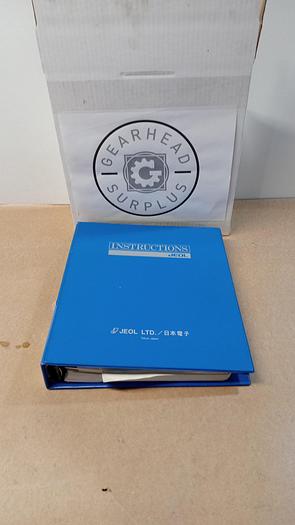 GEARHEAD
SURPLUS
INSTRUCTIONS
JEOL
JEOL LTD./日本電子
Tokyo Japan